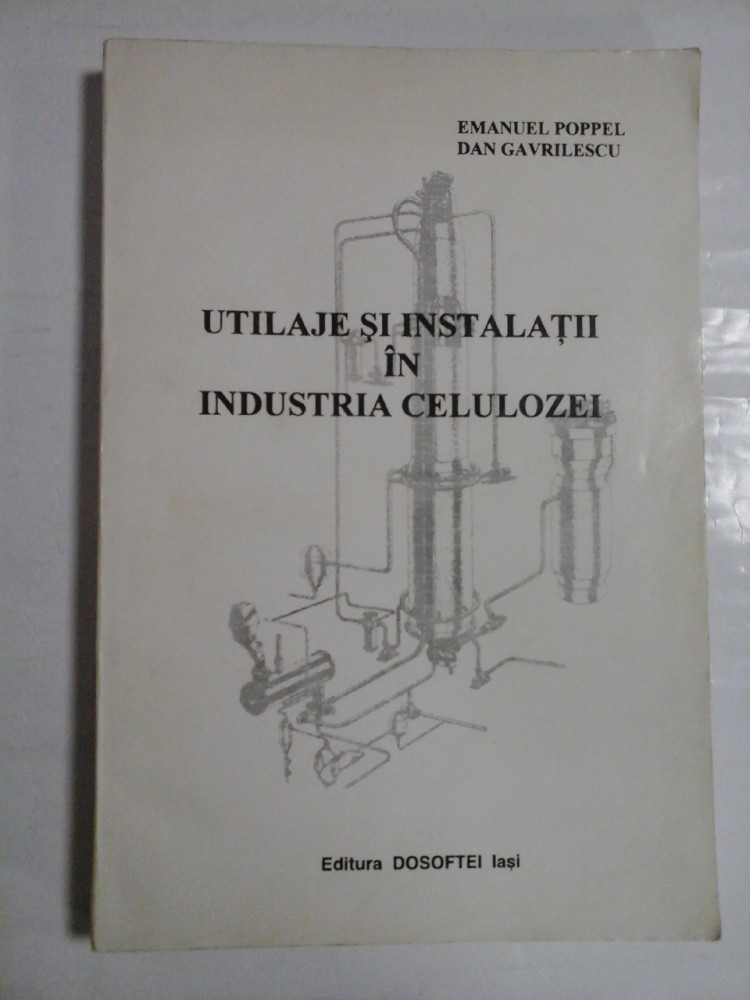 EMANUEL POPPEL
DAN GAVRILESCU
UTILAJE ŞI INSTALAŢII
ÎN
INDUSTRIA CELULOZEI
Editura DOSOFTEI Iaşi